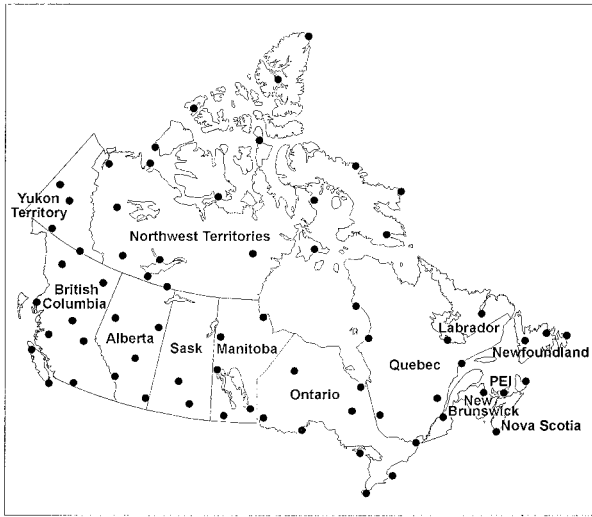 Yukon
Territory
Northwest Territories
British
Columbia
Alberta
Sask
Manitoba
Ontario
Quebec
Labrador
Newfoundland
PEI
New
Brunswick
Nova Scotia